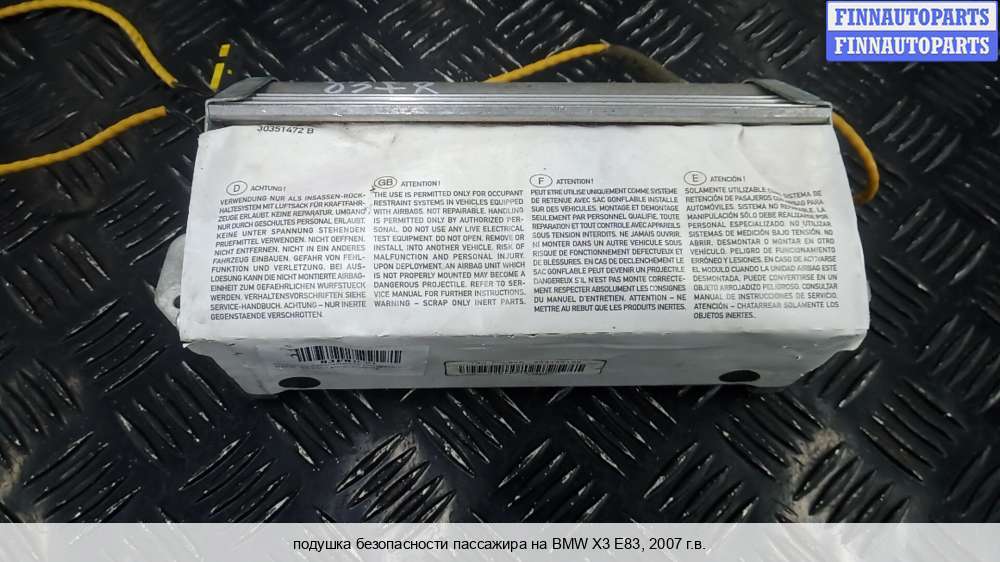 FINNAUTOPARTS
FINNAUTOPARTS
30351472 B
D ACHTUNG!
VERWENDUNG NUR ALS INSASSEN-RÜCK-
HALTESYSTEM MIT LUFTSACK FÜR KRAFTFAHR-
ZEUGE ERLAUBT. KEINE REPARATUR. UMGANG
NUR DURCH GESCHULTES PERSONAL ERLAUBT.
KEINE UNTER SPANNUNG STEHENDEN
PRUEFMITTEL VERWENDEN. NICHT OEFFNEN.
NICHT ENTFERNEN. NICHT IN EIN ANDERES
FAHRZEUG EINBAUEN. GEFAHR VON FEHL-
FUNKTION UND VERLETZUNG. BEI AUS-
LOESUNG KANN DIE NICHT MONTIERTE AIRBAG-
EINHEIT ZUM GEFAEHRLICHEN WURFSTUECK
WERDEN. VERHALTENSVORSCHRIFTEN SIEHE
SERVICE-HANDBUCH. ACHTUNG – NUR INERTE
GEGENSTAENDE VERSCHROTTEN.
GB ATTENTION!
THE USE IS PERMITTED ONLY FOR OCCUPANT
RESTRAINT SYSTEMS IN VEHICLES EQUIPPED
WITH AIRBAGS. NOT REPAIRABLE. HANDLING
IS PERMITTED ONLY BY AUTHORIZED PER-
SONAL. DO NOT USE ANY LIVE ELECTRICAL
TEST EQUIPMENT. DO NOT OPEN, REMOVE OR
INSTALL INTO ANOTHER VEHICLE. RISK OF
MALFUNCTION AND PERSONAL INJURY.
UPON DEPLOYMENT, AN AIRBAG UNIT WHICH
IS NOT PROPERLY MOUNTED MAY BECOME A
DANGEROUS PROJECTILE. REFER TO SER-
VICE MANUAL FOR FURTHER INSTRUCTIONS.
WARNING – SCRAP ONLY INERT PARTS.
F ATTENTION!
PEUT ETRE UTILISE UNIQUEMENT COMME SYSTEME
DE RETENUE AVEC SAC GONFLABLE INSTALLE
SUR DES VEHICULES. MONTAGE ET DEMONTAGE
SEULEMENT PAR PERSONNEL QUALIFIE, TOUTE
REPARATION ET TOUT CONTROLE AVEC APPAREILS
SOUS TENSION INTERDITS. NE JAMAIS OUVRIR,
NI MONTER DANS UN AUTRE VEHICULE SOUS
RISQUE DE FONCTIONNEMENT DEFECTUEUX ET
DE BLESSURES. EN CAS DE DECLENCHEMENT LE
SAC GONFLABLE PEUT DEVENIR UN PROJECTILE
DANGEREUX S'IL N'EST PAS MONTE CORRECTE-
MENT. RESPECTER ABSOLUMENT LES CONSIGNES
DU MANUEL D'ENTRETIEN. ATTENTION – NE
METTRE AU REBUT QUE LES PRODUITS INERTES.
E ATENCIÓN!
SOLAMENTE UTILIZABLE CON SISTEMA DE
RETENCIÓN DE PASAJEROS CON PARA
AUTOMÓVILES. SISTEMA NO REPARABLE, LA
MANIPULACIÓN SÓLO DEBE REALIZARSE POR
PERSONAL ESPECIALIZADO. NO UTILIZAR
SISTEMAS DE MEDICIÓN BAJO TENSIÓN. NO
ABRIR, DESMONTAR O MONTAR EN OTRO
VEHÍCULO. PELIGRO DE FUNCIONAMIENTO
ERRÓNEO Y LESIONES. EN CASO DE ACTIVARSE
EL MODULO CUANDO LA UNIDAD AIRBAG ESTÉ
DESMONTADA, PUEDE CONVERTIRSE EN UN
OBJETO ARROJADIZO PELIGROSO. CONSULTAR
MANUAL DE INSTRUCCIONES DE SERVICIO.
ATENCIÓN – CHATARREAR SOLAMENTE LOS
OBJETOS INERTES.
подушка безопасности пассажира на BMW X3 E83, 2007 г.в.